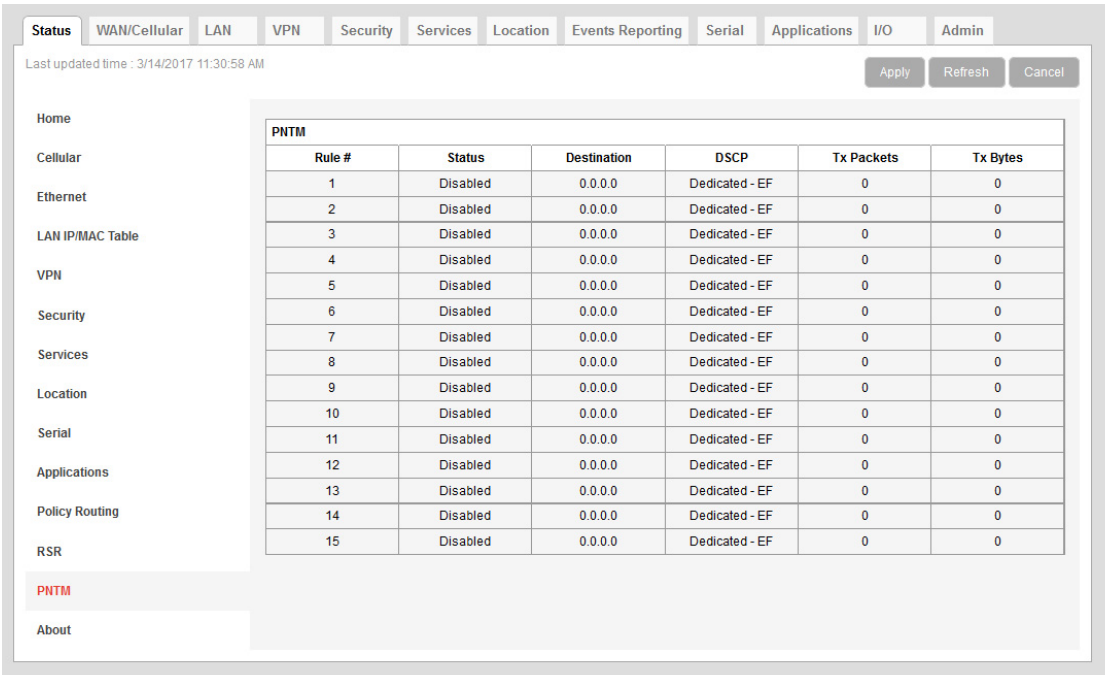 Status WAN/Cellular LAN VPN Security Services Location Events Reporting Serial Applications I/O Admin
Last updated time : 3/14/2017 11:30:58 AM
Apply Refresh Cancel
Home
Cellular
Ethernet
LAN IP/MAC Table
VPN
Security
Services
Location
Serial
Applications
Policy Routing
RSR
PNTM
About
PNTM
Rule # Status Destination DSCP Tx Packets Tx Bytes
1 Disabled 0.0.0.0 Dedicated - EF 0 0
2 Disabled 0.0.0.0 Dedicated - EF 0 0
3 Disabled 0.0.0.0 Dedicated - EF 0 0
4 Disabled 0.0.0.0 Dedicated - EF 0 0
5 Disabled 0.0.0.0 Dedicated - EF 0 0
6 Disabled 0.0.0.0 Dedicated - EF 0 0
7 Disabled 0.0.0.0 Dedicated - EF 0 0
8 Disabled 0.0.0.0 Dedicated - EF 0 0
9 Disabled 0.0.0.0 Dedicated - EF 0 0
10 Disabled 0.0.0.0 Dedicated - EF 0 0
11 Disabled 0.0.0.0 Dedicated - EF 0 0
12 Disabled 0.0.0.0 Dedicated - EF 0 0
13 Disabled 0.0.0.0 Dedicated - EF 0 0
14 Disabled 0.0.0.0 Dedicated - EF 0 0
15 Disabled 0.0.0.0 Dedicated - EF 0 0